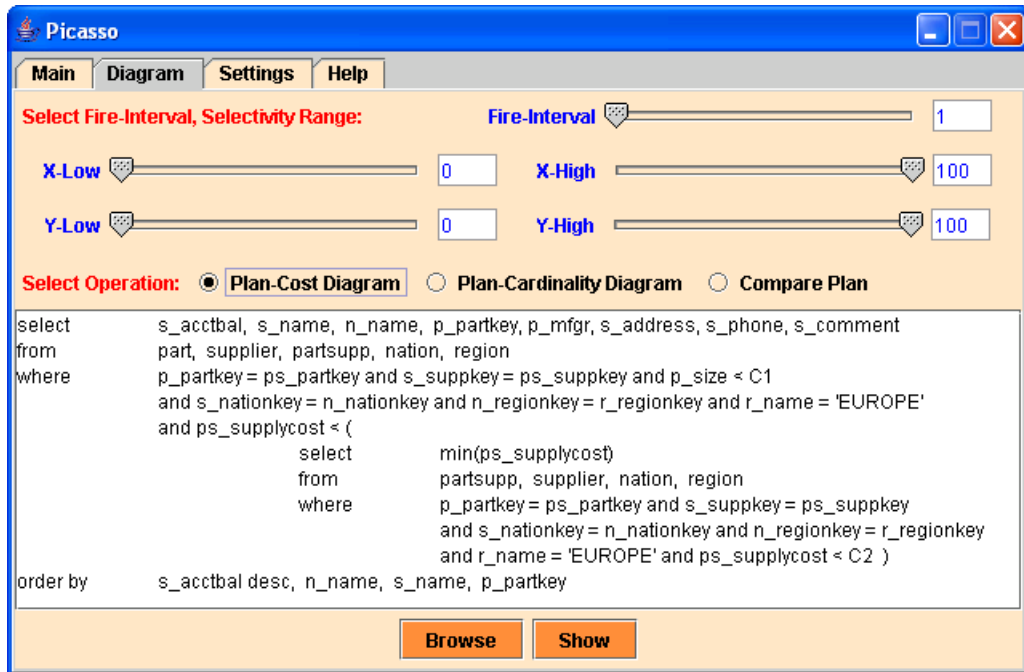 Picasso
Main Diagram Settings Help
Select Fire-Interval, Selectivity Range: Fire-Interval 1
X-Low 0 X-High 100
Y-Low 0 Y-High 100
Select Operation: Plan-Cost Diagram Plan-Cardinality Diagram Compare Plan
select s_acctbal, s_name, n_name, p_partkey, p_mfgr, s_address, s_phone, s_comment
from part, supplier, partsupp, nation, region
where p_partkey = ps_partkey and s_suppkey = ps_suppkey and p_size < C1
and s_nationkey = n_nationkey and n_regionkey = r_regionkey and r_name = 'EUROPE'
and ps_supplycost < (
select min(ps_supplycost)
from partsupp, supplier, nation, region
where p_partkey = ps_partkey and s_suppkey = ps_suppkey
and s_nationkey = n_nationkey and n_regionkey = r_regionkey
and r_name = 'EUROPE' and ps_supplycost < C2 )
order by s_acctbal desc, n_name, s_name, p_partkey
Browse Show